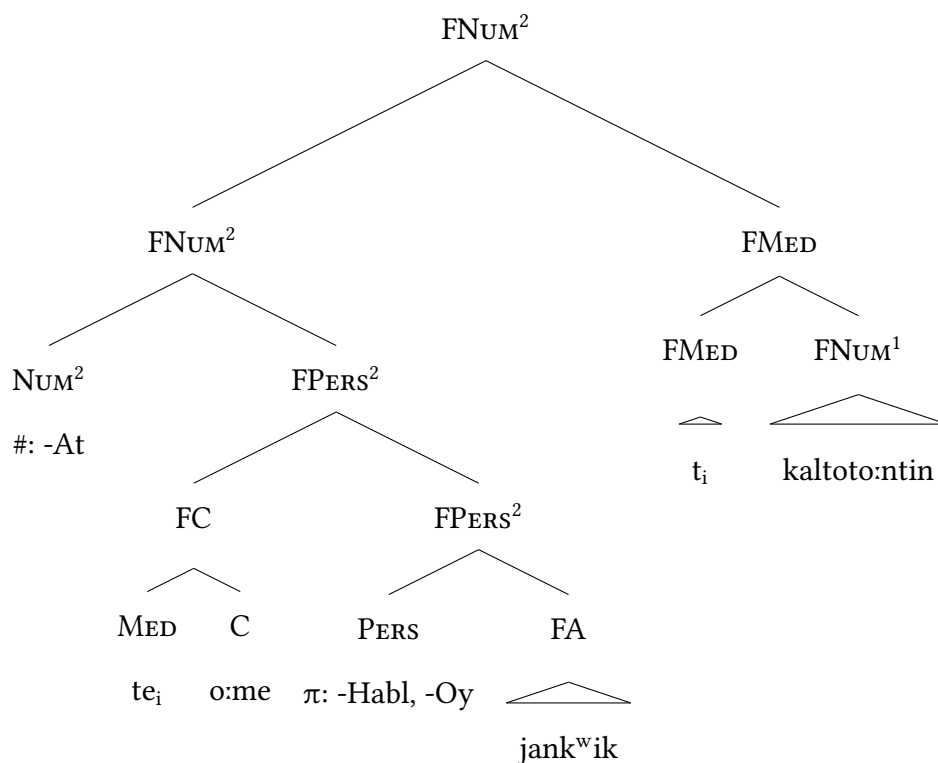 FNUM²
FNUM² FMED
NUM² FPERS² FMED FNUM¹
#: -At tᵢ kaltoto:ntin
FC FPERS²
MED C PERS FA
teᵢ o:me π: -Habl, -Oy
jankʷik